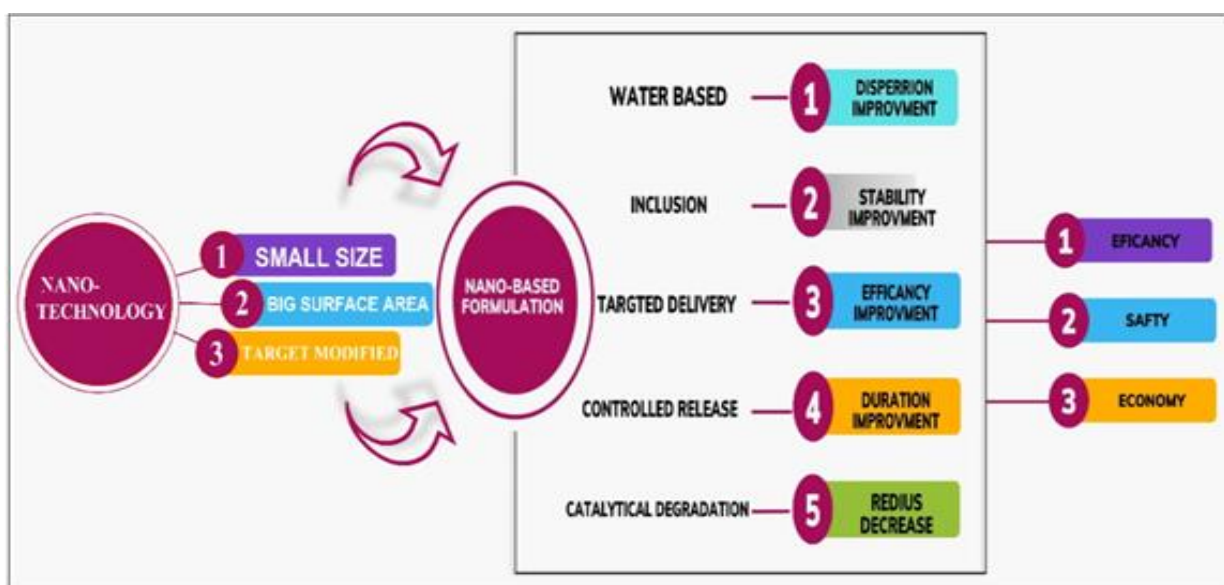 NANO-
TECHNOLOGY
1
SMALL SIZE
2
BIG SURFACE AREA
3
TARGET MODIFIED
NANO-BASED
FORMULATION
WATER BASED
1
DISPERRION
IMPROVMENT
INCLUSION
2
STABILITY
IMPROVMENT
TARGTED DELIVERY
3
EFFICANCY
IMPROVMENT
CONTROLLED RELEASE
4
DURATION
IMPROVMENT
CATALYTICAL DEGRADATION
5
REDIUS
DECREASE
1
EFICANCY
2
SAFTY
3
ECONOMY